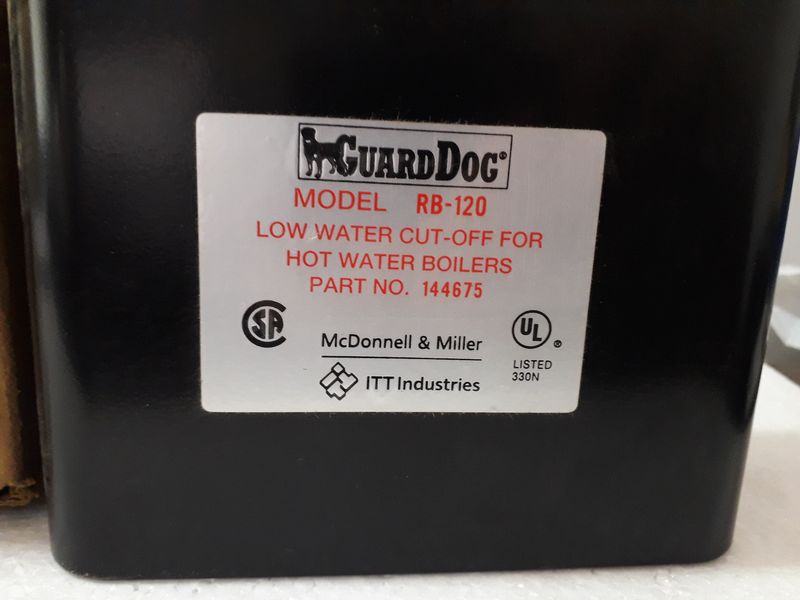 GUARDDOG®
MODEL RB-120
LOW WATER CUT-OFF FOR
HOT WATER BOILERS
PART NO. 144675
CSA
UL ®
McDonnell & Miller
LISTED
330N
ITT Industries